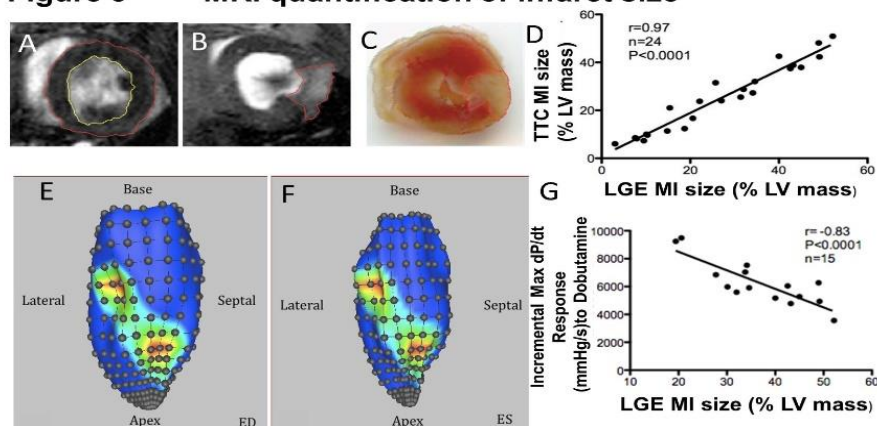 Figure 3 MRI quantification of Infarct Size
A
B
C
D
r=0.97
n=24
P<0.0001
TTC MI size
(% LV mass)
60
40
20
0
0
20
40
60
LGE MI size (% LV mass)
E
Base
Lateral
Septal
Apex
ED
F
Base
Lateral
Septal
Apex
ES
G
r= -0.83
P<0.0001
n=15
Incremental Max dP/dt
Response
(mmHg/s)to Dobutamine
10000
8000
6000
4000
2000
0
10
20
30
40
50
60
LGE MI size (% LV mass)